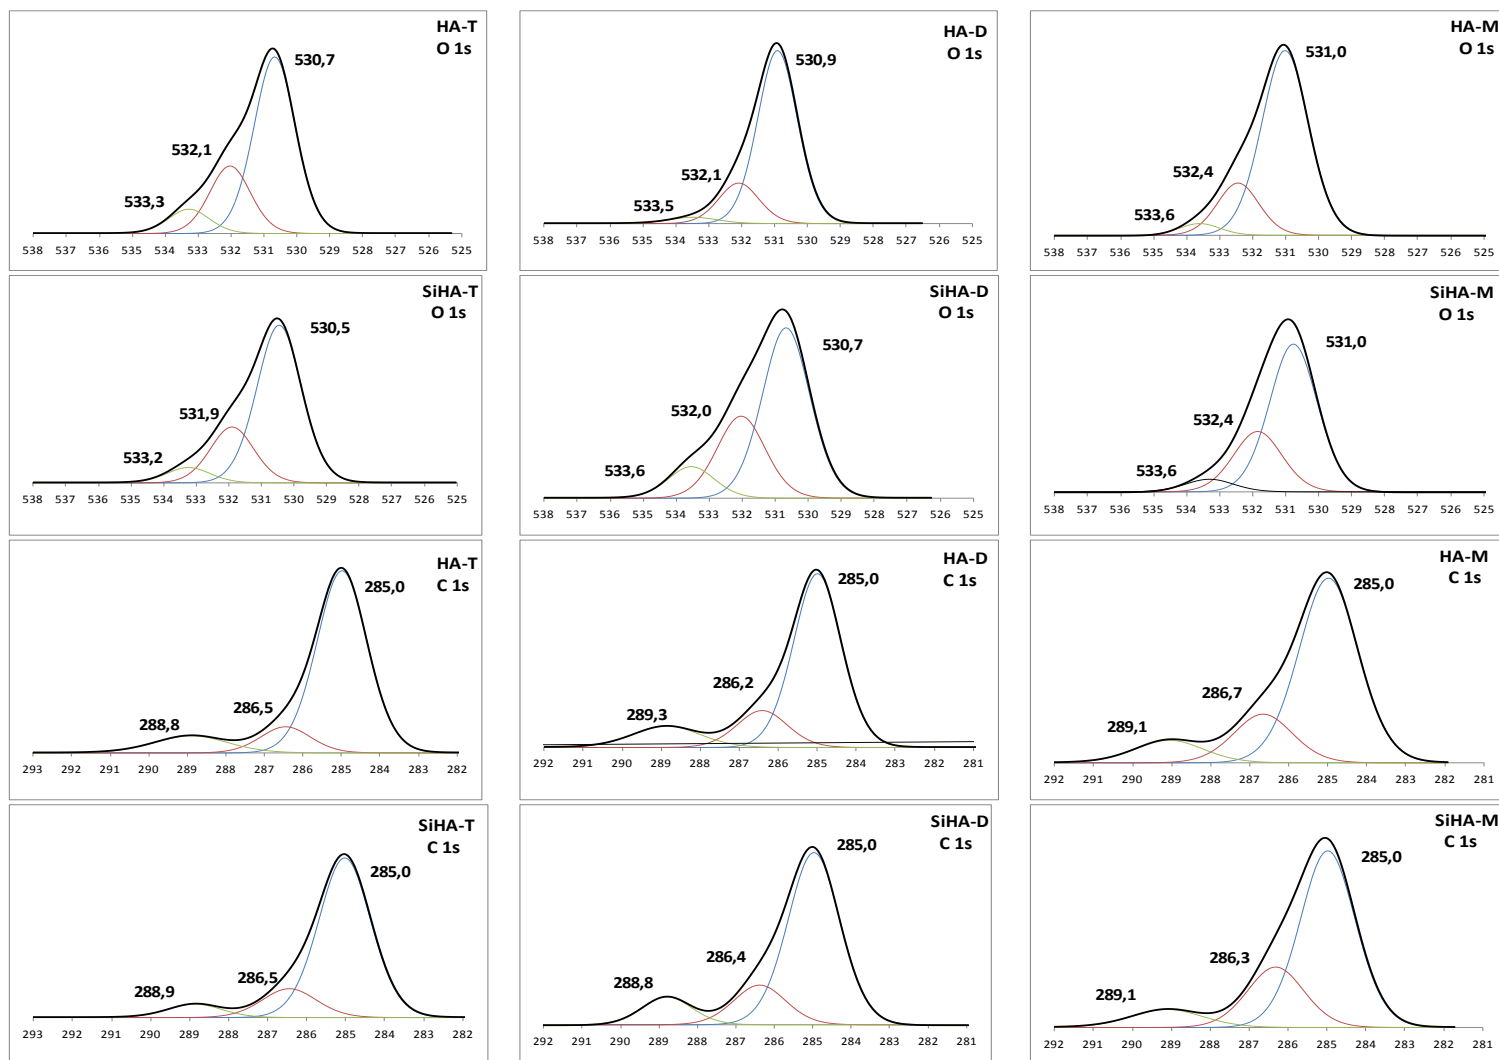 HA-T
O 1s
530,7
532,1
533,3
538 537 536 535 534 533 532 531 530 529 528 527 526 525
HA-D
O 1s
530,9
532,1
533,5
538 537 536 535 534 533 532 531 530 529 528 527 526 525
HA-M
O 1s
531,0
532,4
533,6
538 537 536 535 534 533 532 531 530 529 528 527 526 525
SiHA-T
O 1s
530,5
531,9
533,2
538 537 536 535 534 533 532 531 530 529 528 527 526 525
SiHA-D
O 1s
530,7
532,0
533,6
538 537 536 535 534 533 532 531 530 529 528 527 526 525
SiHA-M
O 1s
531,0
532,4
533,6
538 537 536 535 534 533 532 531 530 529 528 527 526 525
HA-T
C 1s
285,0
286,5
288,8
293 292 291 290 289 288 287 286 285 284 283 282
HA-D
C 1s
285,0
286,2
289,3
292 291 290 289 288 287 286 285 284 283 282 281
HA-M
C 1s
285,0
286,7
289,1
292 291 290 289 288 287 286 285 284 283 282 281
SiHA-T
C 1s
285,0
286,5
288,9
293 292 291 290 289 288 287 286 285 284 283 282
SiHA-D
C 1s
285,0
286,4
288,8
292 291 290 289 288 287 286 285 284 283 282 281
SiHA-M
C 1s
285,0
286,3
289,1
292 291 290 289 288 287 286 285 284 283 282 281